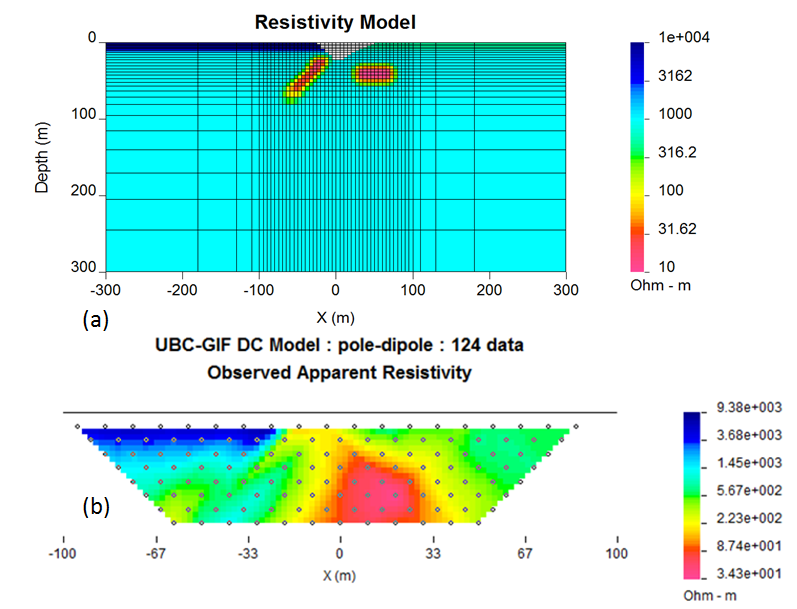 Resistivity Model
0
100
200
300
Depth (m)
-300 -200 -100 0 100 200 300
X (m)
1e+004
3162
1000
316.2
100
31.62
10
Ohm - m
(a)
UBC-GIF DC Model : pole-dipole : 124 data
Observed Apparent Resistivity
(b)
-100 -67 -33 0 33 67 100
X (m)
9.38e+003
3.68e+003
1.45e+003
5.67e+002
2.23e+002
8.74e+001
3.43e+001
Ohm - m